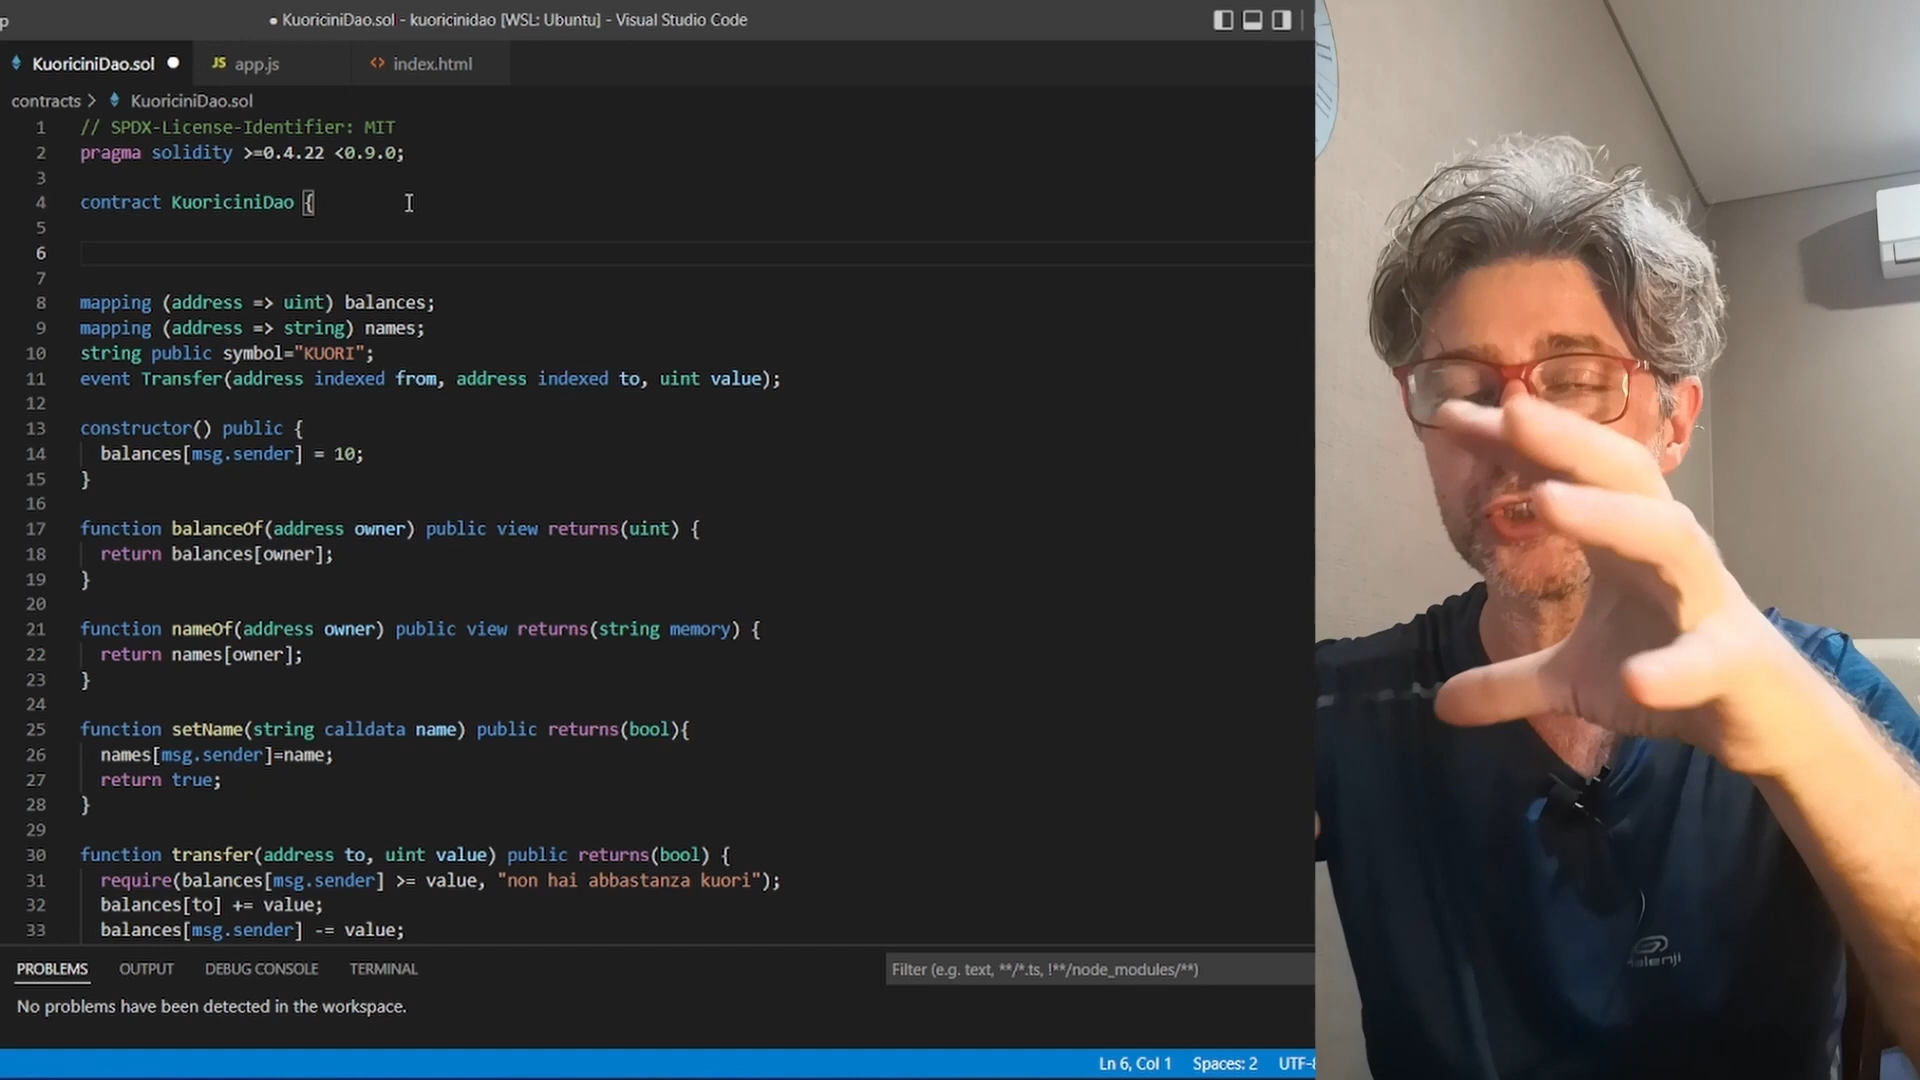 ● KuoriciniDao.sol - kuoricinidao [WSL: Ubuntu] - Visual Studio Code
KuoriciniDao.sol
JS app.js
<> index.html
contracts > KuoriciniDao.sol
1 // SPDX-License-Identifier: MIT
2 pragma solidity >=0.4.22 <0.9.0;
3
4 contract KuoriciniDao {
5
6
7
8 mapping (address => uint) balances;
9 mapping (address => string) names;
10 string public symbol="KUORI";
11 event Transfer(address indexed from, address indexed to, uint value);
12
13 constructor() public {
14 balances[msg.sender] = 10;
15 }
16
17 function balanceOf(address owner) public view returns(uint) {
18 return balances[owner];
19 }
20
21 function nameOf(address owner) public view returns(string memory) {
22 return names[owner];
23 }
24
25 function setName(string calldata name) public returns(bool){
26 names[msg.sender]=name;
27 return true;
28 }
29
30 function transfer(address to, uint value) public returns(bool) {
31 require(balances[msg.sender] >= value, "non hai abbastanza kuori");
32 balances[to] += value;
33 balances[msg.sender] -= value;
PROBLEMS OUTPUT DEBUG CONSOLE TERMINAL
Filter (e.g. text, **/*.ts, !**/node_modules/**)
No problems have been detected in the workspace.
Ln 6, Col 1 Spaces: 2 UTF-8